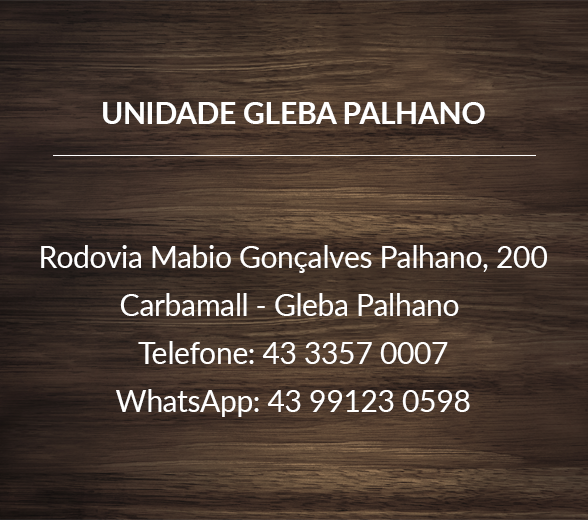 UNIDADE GLEBA PALHANO
Rodovia Mabio Gonçalves Palhano, 200
Carbamall - Gleba Palhano
Telefone: 43 3357 0007
WhatsApp: 43 99123 0598